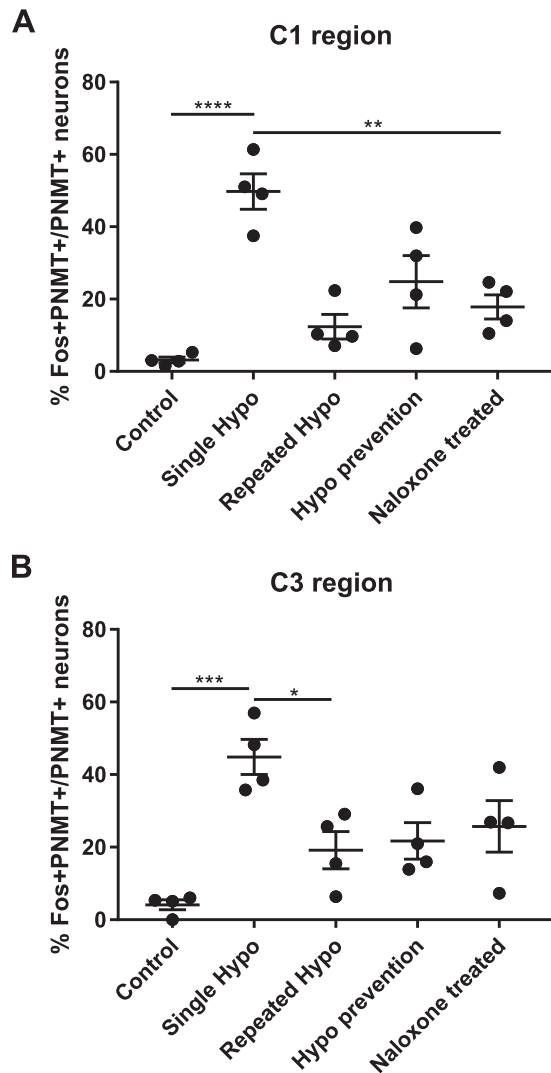 A
C1 region
% Fos+PNMT+/PNMT+ neurons
80
60
40
20
0
****
**
Control
Single Hypo
Repeated Hypo
Hypo prevention
Naloxone treated
B
C3 region
% Fos+PNMT+/PNMT+ neurons
80
60
40
20
0
***
*
Control
Single Hypo
Repeated Hypo
Hypo prevention
Naloxone treated